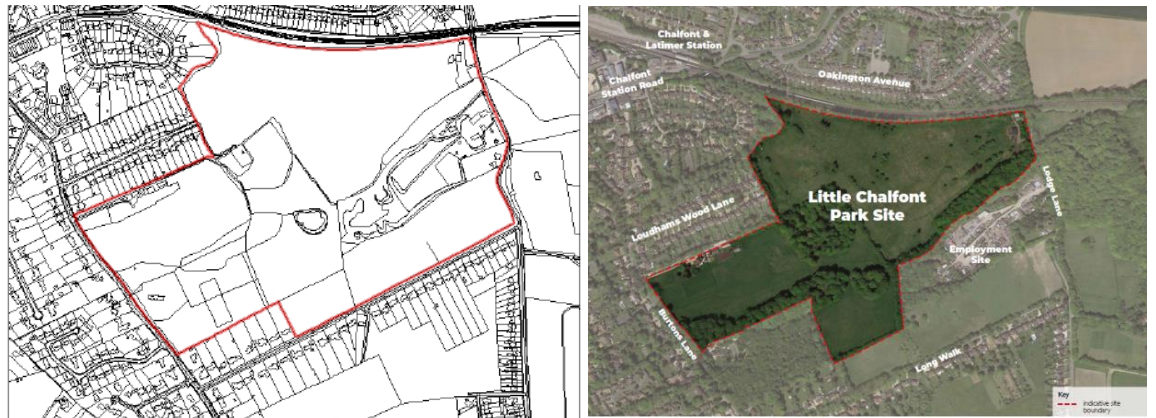 Chalfont &
Latimer Station
Oakington Avenue
Chalfont
Station Road
Lodge Lane
Little Chalfont
Park Site
Loudhams Wood Lane
Employment
Site
Burtons Lane
Long Walk
Key
indicative site
boundary